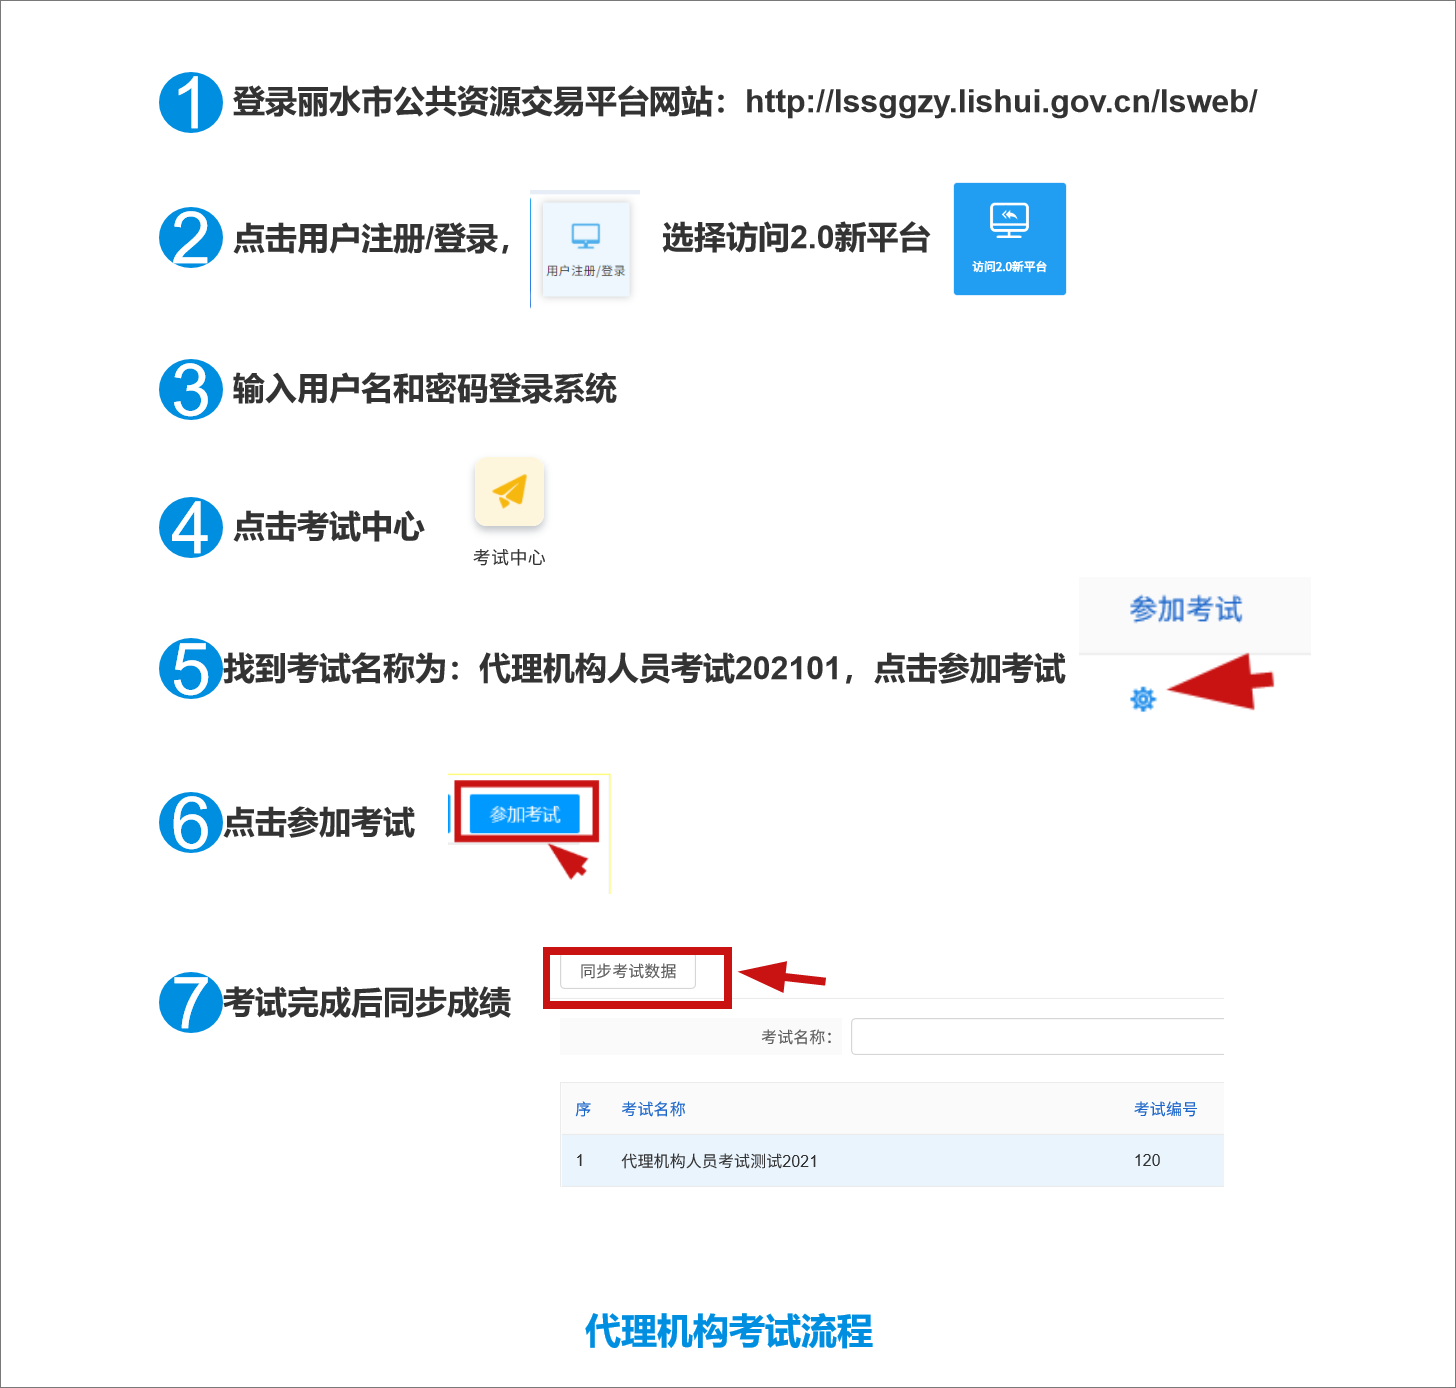 1 登录丽水市公共资源交易平台网站：http://lssggzy.lishui.gov.cn/lsweb/
2 点击用户注册/登录， 用户注册/登录 选择访问2.0新平台 访问2.0新平台
3 输入用户名和密码登录系统
4 点击考试中心
考试中心
参加考试
5 找到考试名称为：代理机构人员考试202101，点击参加考试
6 点击参加考试 参加考试
同步考试数据
7 考试完成后同步成绩
考试名称：
序 考试名称 考试编号
1 代理机构人员考试测试2021 120
代理机构考试流程